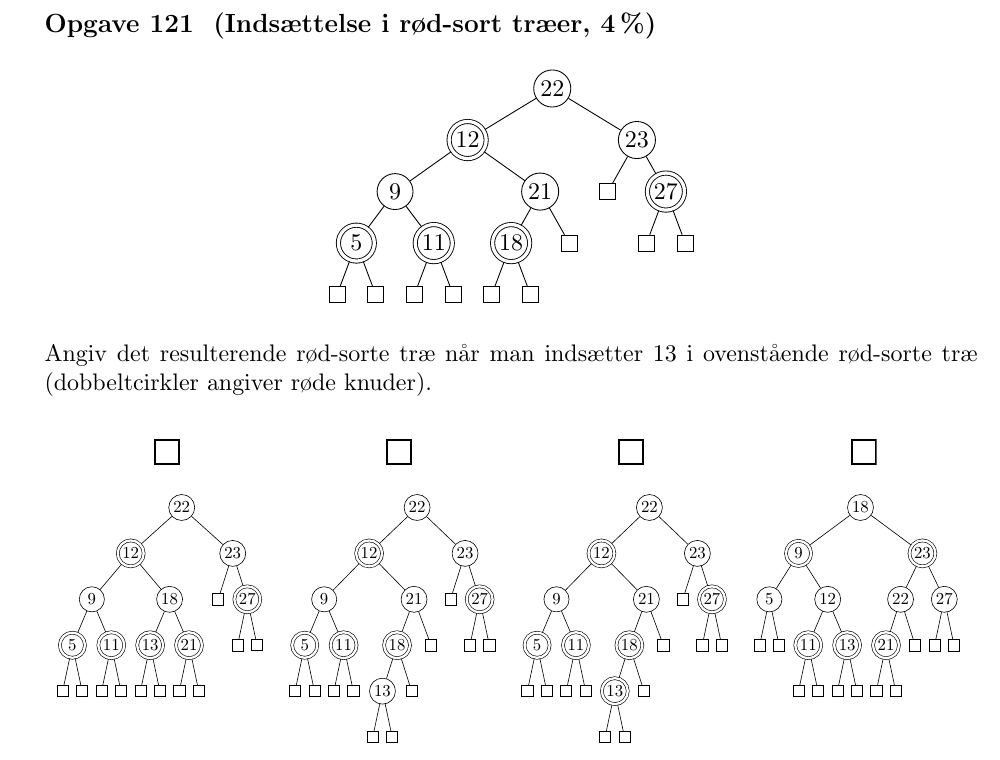 Opgave 121 (Indsættelse i rød-sort træer, 4 %)
22
12 23
9 21 27
5 11 18
Angiv det resulterende rød-sorte træ når man indsætter 13 i ovenstående rød-sorte træ
(dobbeltcirkler angiver røde knuder).
22
12 23
9 18 27
5 11 13 21
22
12 23
9 21 27
5 11 18
13
22
12 23
9 21 27
5 11 18
13
18
9 23
5 12 22 27
11 13 21